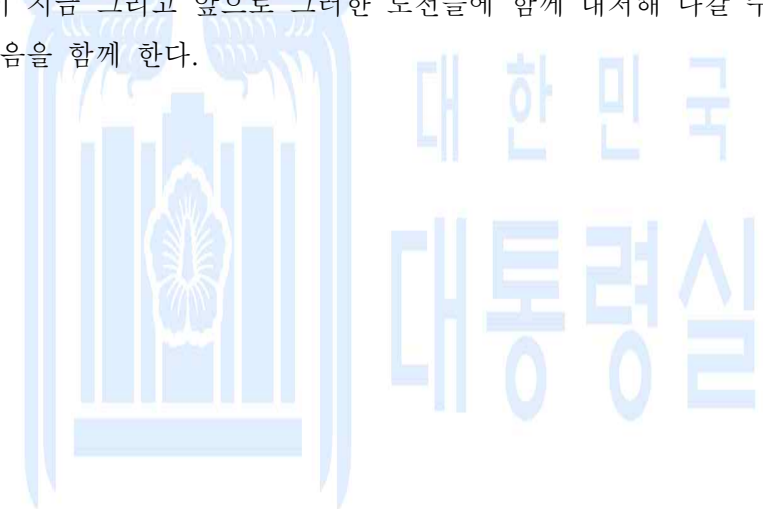 지금 그리고 앞으로 그러한 도전들에 함께 대처해 나갈
음을 함께 한다.
대한민국
대통령실